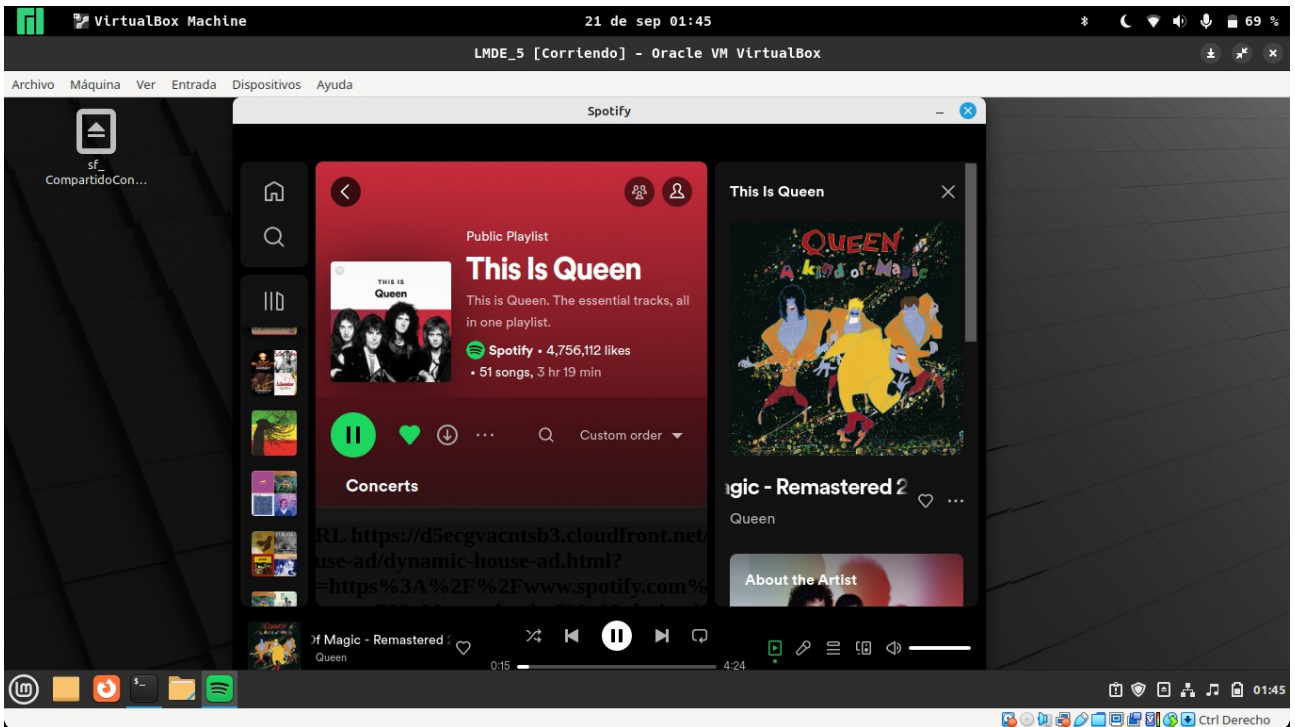 VirtualBox Machine
21 de sep 01:45
69 %
LMDE_5 [Corriendo] - Oracle VM VirtualBox
Archivo Máquina Ver Entrada Dispositivos Ayuda
sf_
CompartidoCon...
Spotify
Public Playlist
This Is Queen
This is Queen. The essential tracks, all
in one playlist.
Spotify • 4,756,112 likes
• 51 songs, 3 hr 19 min
THIS IS
Queen
Custom order
Concerts
RL https://d5ecgvacntsb3.cloudfront.net/
use-ad/dynamic-house-ad.html?
=https%3A%2F%2Fwww.spotify.com%
This Is Queen
QUEEN
A kind of Magic
agic - Remastered 2
Queen
About the Artist
Of Magic - Remastered
Queen
0:15
4:24
01:45
Ctrl Derecho